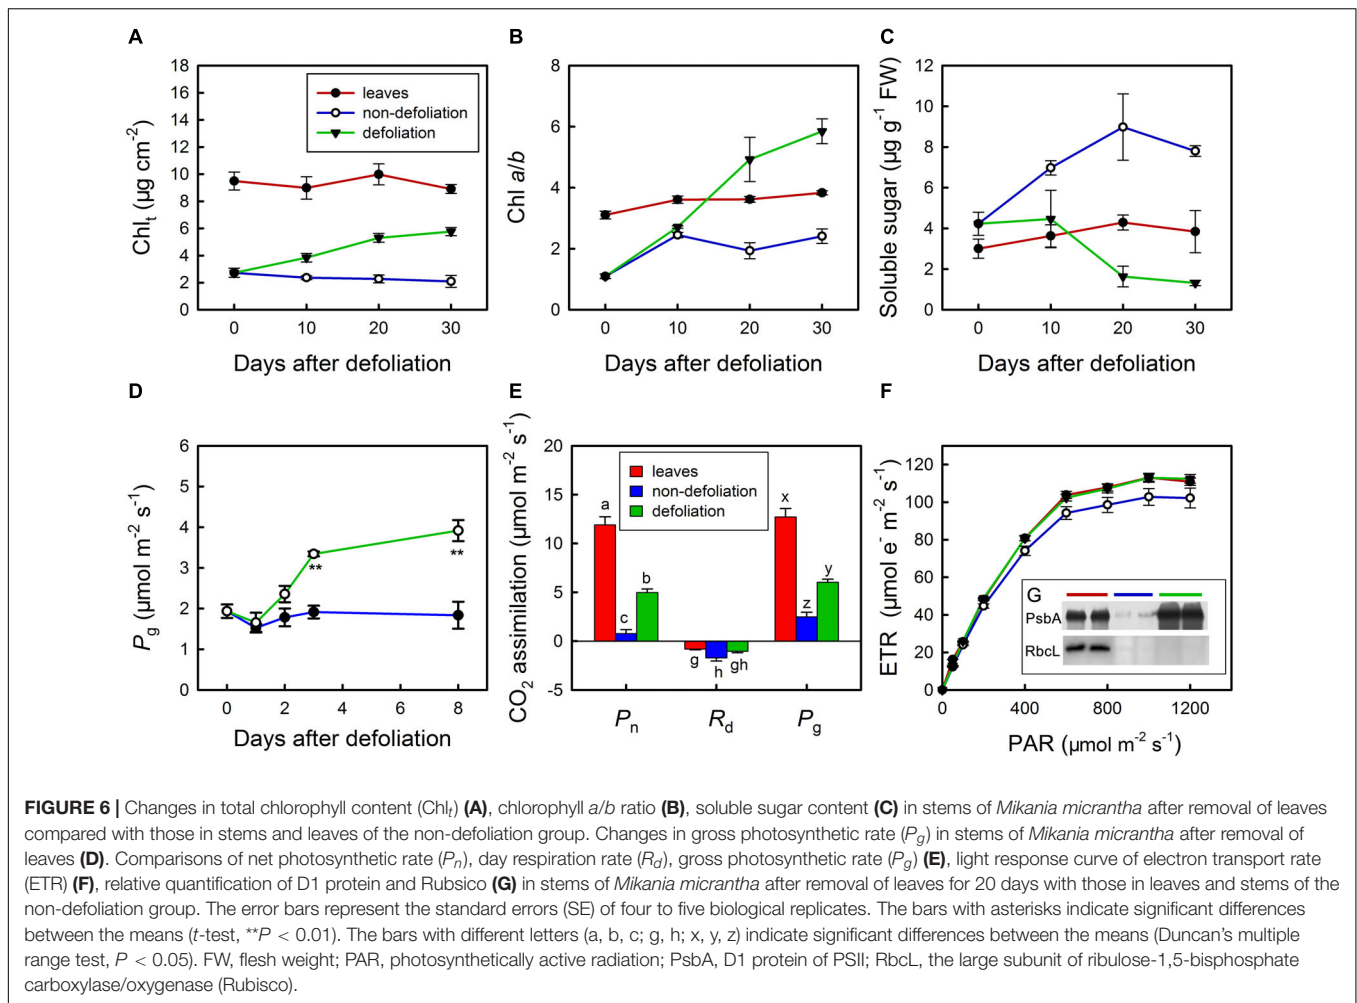 A
B
C
18
16
14
12
10
8
6
4
2
0
Chlt (µg cm-2)
leaves
non-defoliation
defoliation
0 10 20 30
Days after defoliation
8
6
4
2
0
Chl a/b
0 10 20 30
Days after defoliation
12
10
8
6
4
2
0
Soluble sugar (µg g-1 FW)
0 10 20 30
Days after defoliation
D
E
F
6
5
4
3
2
1
0
Pg (µmol m-2 s-1)
**
**
0 2 4 6 8
Days after defoliation
20
15
10
5
0
-5
CO2 assimilation (µmol m-2 s-1)
leaves
non-defoliation
defoliation
a
c
b
g
h
gh
x
z
y
Pn Rd Pg
120
100
80
60
40
20
0
ETR (µmol e- m-2 s-1)
G
PsbA
RbcL
400 800 1200
PAR (µmol m-2 s-1)
FIGURE 6 | Changes in total chlorophyll content (Chlt) (A), chlorophyll a/b ratio (B), soluble sugar content (C) in stems of Mikania micrantha after removal of leaves
compared with those in stems and leaves of the non-defoliation group. Changes in gross photosynthetic rate (Pg) in stems of Mikania micrantha after removal of
leaves (D). Comparisons of net photosynthetic rate (Pn), day respiration rate (Rd), gross photosynthetic rate (Pg) (E), light response curve of electron transport rate
(ETR) (F), relative quantification of D1 protein and Rubsico (G) in stems of Mikania micrantha after removal of leaves for 20 days with those in leaves and stems of the
non-defoliation group. The error bars represent the standard errors (SE) of four to five biological replicates. The bars with asterisks indicate significant differences
between the means (t-test, **P < 0.01). The bars with different letters (a, b, c; g, h; x, y, z) indicate significant differences between the means (Duncan's multiple
range test, P < 0.05). FW, flesh weight; PAR, photosynthetically active radiation; PsbA, D1 protein of PSII; RbcL, the large subunit of ribulose-1,5-bisphosphate
carboxylase/oxygenase (Rubisco).